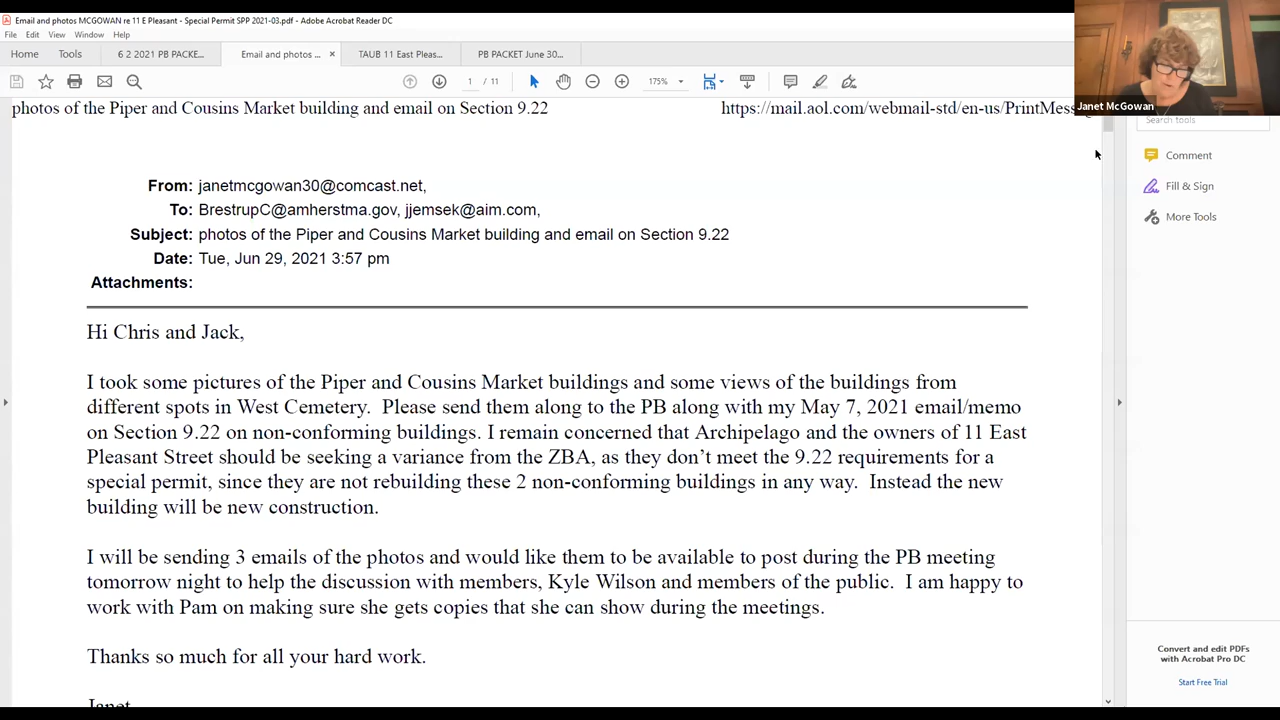 Email and photos MCGOWAN re 11 E Pleasant - Special Permit SPP 2021-03.pdf - Adobe Acrobat Reader DC
File Edit View Window Help
Home Tools 6 2 2021 PB PACKE... Email and photos ... × TAUB 11 East Pleas... PB PACKET June 30...
1 / 11 175%
Janet McGowan
photos of the Piper and Cousins Market building and email on Section 9.22 https://mail.aol.com/webmail-std/en-us/PrintMes
Search tools
Comment
Fill & Sign
More Tools
From: janetmcgowan30@comcast.net,
To: BrestrupC@amherstma.gov, jjemsek@aim.com,
Subject: photos of the Piper and Cousins Market building and email on Section 9.22
Date: Tue, Jun 29, 2021 3:57 pm
Attachments:
Hi Chris and Jack,
I took some pictures of the Piper and Cousins Market buildings and some views of the buildings from
different spots in West Cemetery. Please send them along to the PB along with my May 7, 2021 email/memo
on Section 9.22 on non-conforming buildings. I remain concerned that Archipelago and the owners of 11 East
Pleasant Street should be seeking a variance from the ZBA, as they don't meet the 9.22 requirements for a
special permit, since they are not rebuilding these 2 non-conforming buildings in any way. Instead the new
building will be new construction.
I will be sending 3 emails of the photos and would like them to be available to post during the PB meeting
tomorrow night to help the discussion with members, Kyle Wilson and members of the public. I am happy to
work with Pam on making sure she gets copies that she can show during the meetings.
Thanks so much for all your hard work.
Janet
Convert and edit PDFs
with Acrobat Pro DC
Start Free Trial